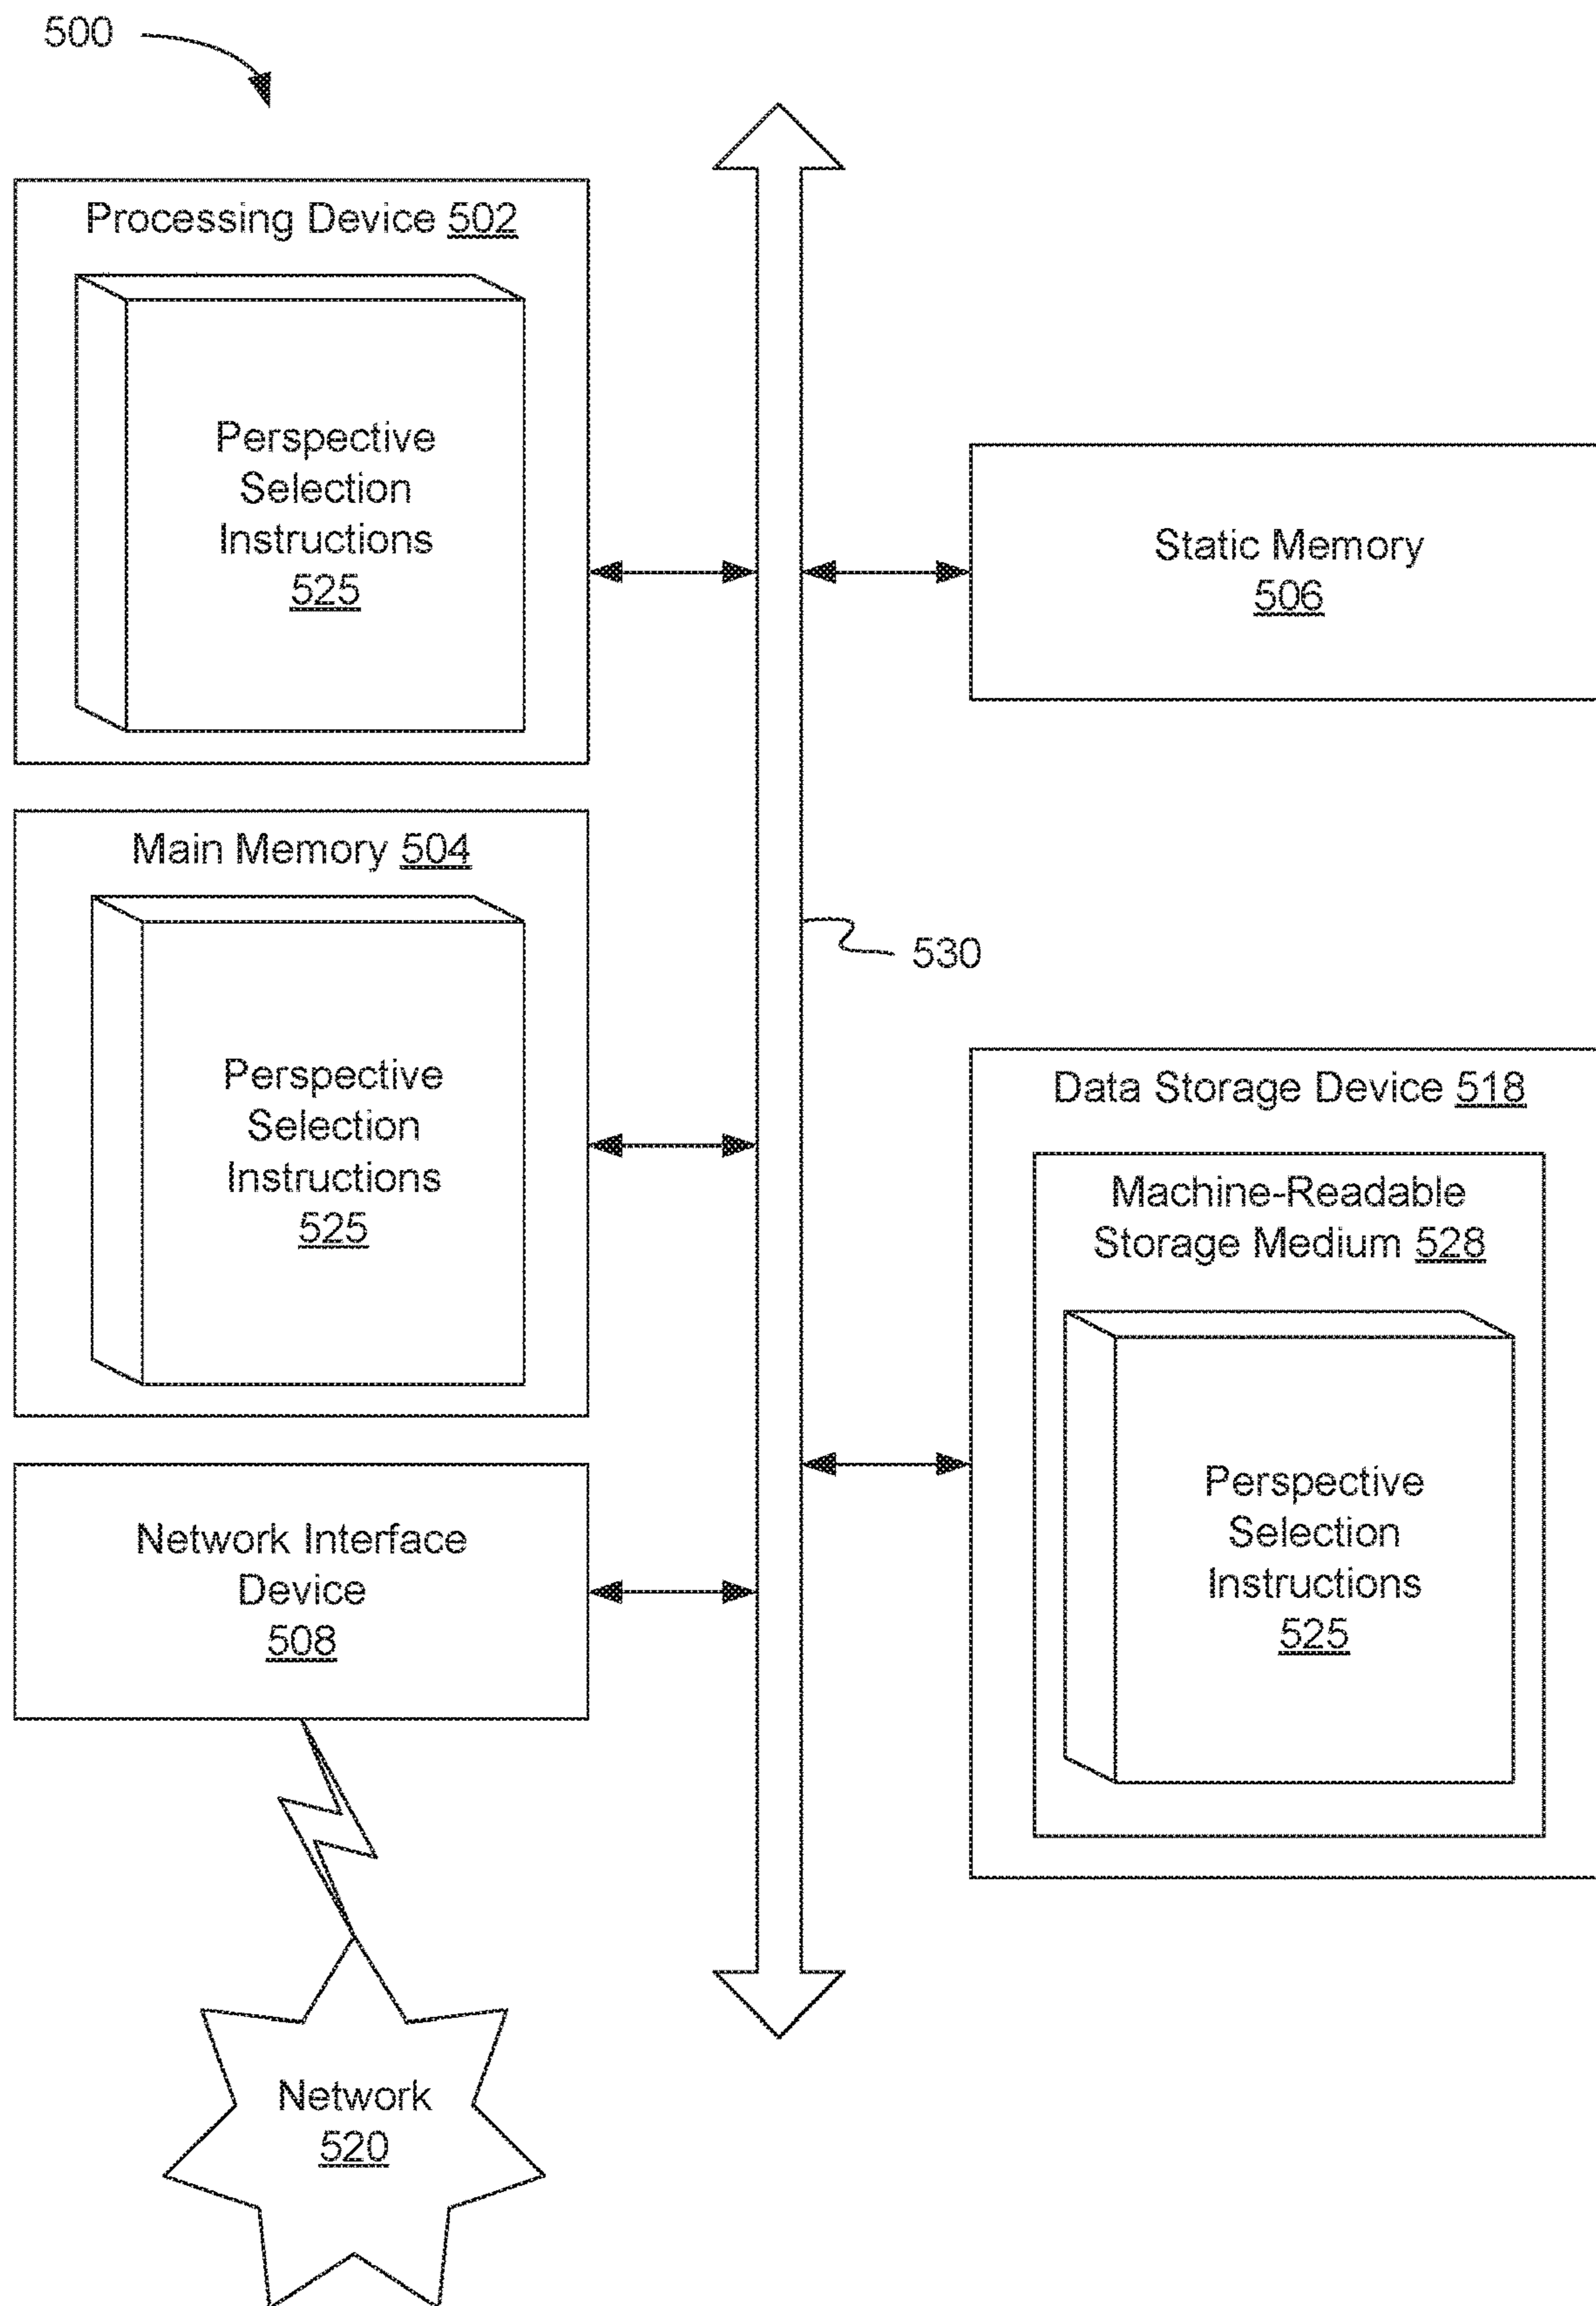 500
Processing Device 502
Perspective
Selection
Instructions
525
Static Memory
506
Main Memory 504
Perspective
Selection
Instructions
525
530
Data Storage Device 518
Machine-Readable
Storage Medium 528
Perspective
Selection
Instructions
525
Network Interface
Device
508
Network
520